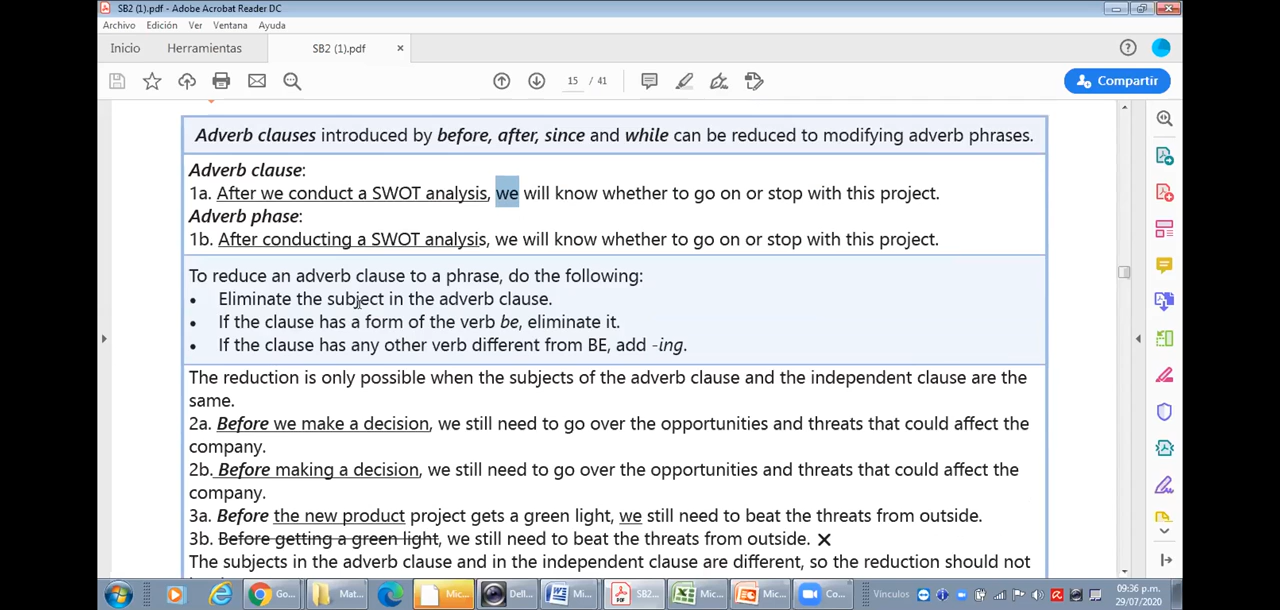 SB2 (1).pdf - Adobe Acrobat Reader DC
Archivo Edición Ver Ventana Ayuda
Inicio Herramientas SB2 (1).pdf ×
15 / 41 Compartir
Adverb clauses introduced by before, after, since and while can be reduced to modifying adverb phrases.
Adverb clause:
1a. After we conduct a SWOT analysis, we will know whether to go on or stop with this project.
Adverb phase:
1b. After conducting a SWOT analysis, we will know whether to go on or stop with this project.
To reduce an adverb clause to a phrase, do the following:
• Eliminate the subject in the adverb clause.
• If the clause has a form of the verb be, eliminate it.
• If the clause has any other verb different from BE, add -ing.
The reduction is only possible when the subjects of the adverb clause and the independent clause are the
same.
2a. Before we make a decision, we still need to go over the opportunities and threats that could affect the
company.
2b. Before making a decision, we still need to go over the opportunities and threats that could affect the
company.
3a. Before the new product project gets a green light, we still need to beat the threats from outside.
3b. Before getting a green light, we still need to beat the threats from outside. ✕
The subjects in the adverb clause and in the independent clause are different, so the reduction should not
Go... Mat... Mic... Dell... Mi... SB2... Mic... Mic... Co... Vínculos
09:36 p.m.
29/07/2020